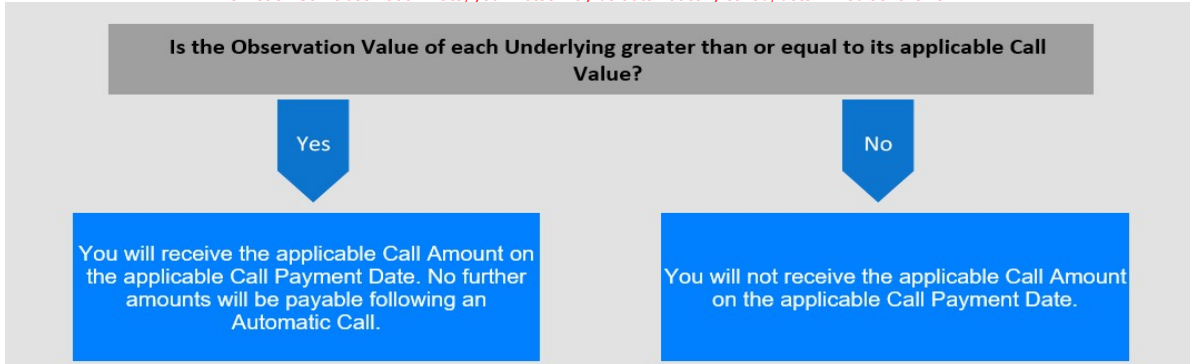 Is the Observation Value of each Underlying greater than or equal to its applicable Call
Value?
Yes
No
You will receive the applicable Call Amount on
the applicable Call Payment Date. No further
amounts will be payable following an
Automatic Call.
You will not receive the applicable Call Amount
on the applicable Call Payment Date.